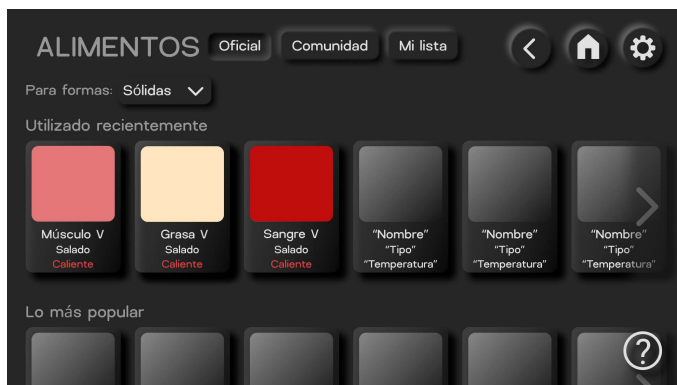 ALIMENTOS Oficial Comunidad Mi lista
Para formas: Sólidas
Utilizado recientemente
Músculo V
Salado
Caliente
Grasa V
Salado
Caliente
Sangre V
Salado
Caliente
"Nombre"
"Tipo"
"Temperatura"
"Nombre"
"Tipo"
"Temperatura"
"Nombre"
"Tipo"
"Temperatura"
Lo más popular
?